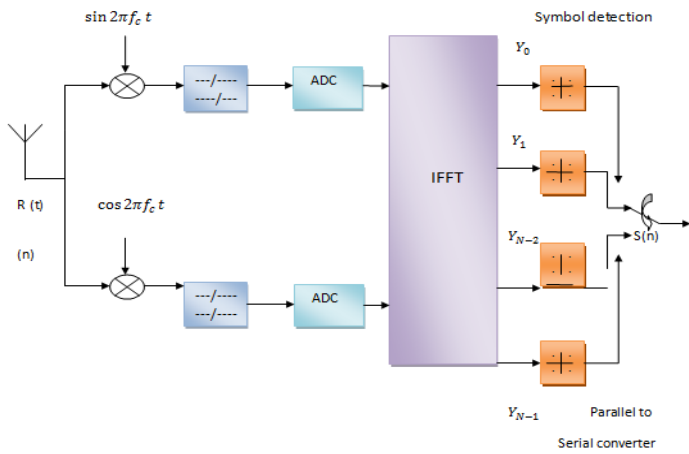 sin 2πf_c t
Symbol detection
Y_0
---/----
----/---
ADC
Y_1
IFFT
R (t)
cos 2πf_c t
(n)
Y_{N-2}
S(n)
---/----
---/----
ADC
Y_{N-1}
Parallel to
Serial converter